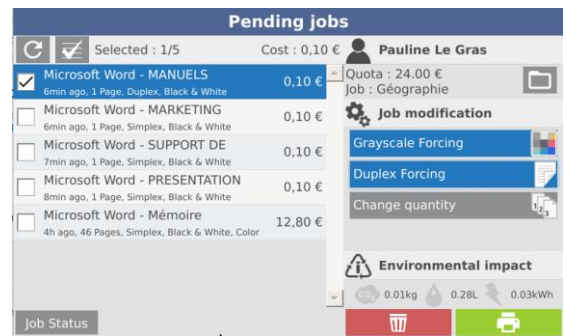 Pending jobs
Selected : 1/5 Cost : 0,10 €
Microsoft Word - MANUELS 0,10 €
6min ago, 1 Page, Duplex, Black & White
Microsoft Word - MARKETING 0,10 €
6min ago, 1 Page, Simplex, Black & White
Microsoft Word - SUPPORT DE 0,10 €
7min ago, 1 Page, Simplex, Black & White
Microsoft Word - PRESENTATION 0,10 €
8min ago, 1 Page, Simplex, Black & White
Microsoft Word - Mémoire 12,80 €
4h ago, 46 Pages, Simplex, Black & White, Color
Job Status
Pauline Le Gras
Quota : 24.00 €
Job : Géographie
Job modification
Grayscale Forcing
Duplex Forcing
Change quantity
1 2 3
Environmental impact
CO2 0.01kg 0.28L 0.03kWh